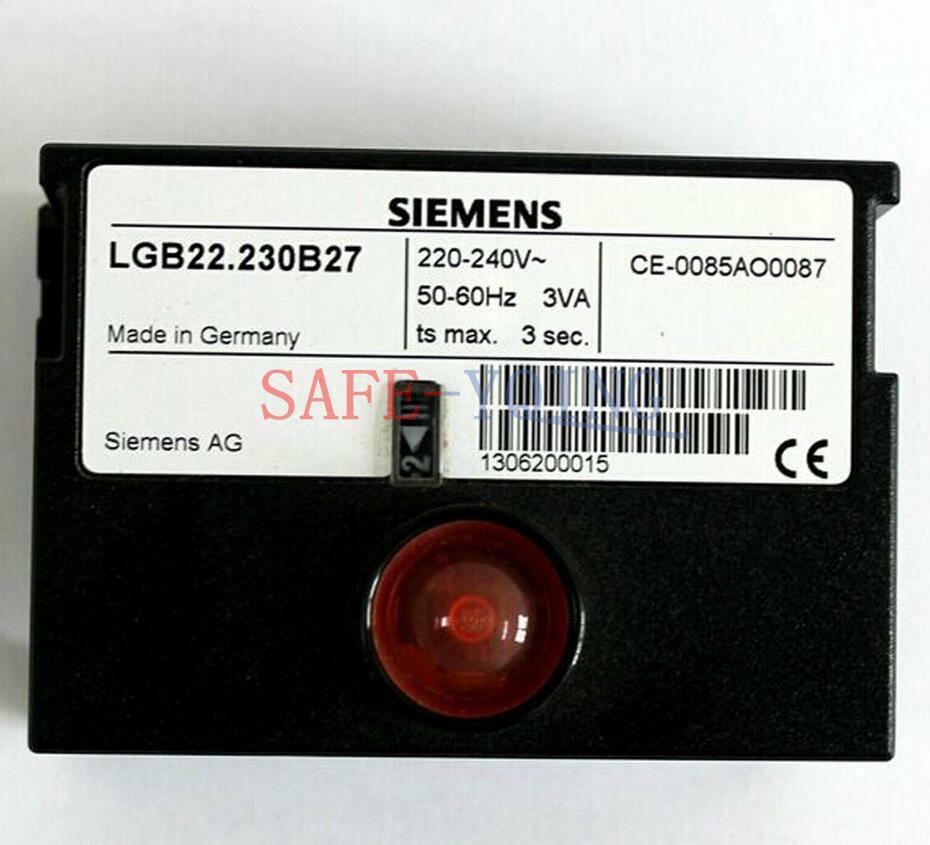 SIEMENS
LGB22.230B27
220-240V~
50-60Hz 3VA
ts max. 3 sec.
CE-0085AO0087
Made in Germany
SAFE-YQING
Siemens AG
2
1306200015
CE